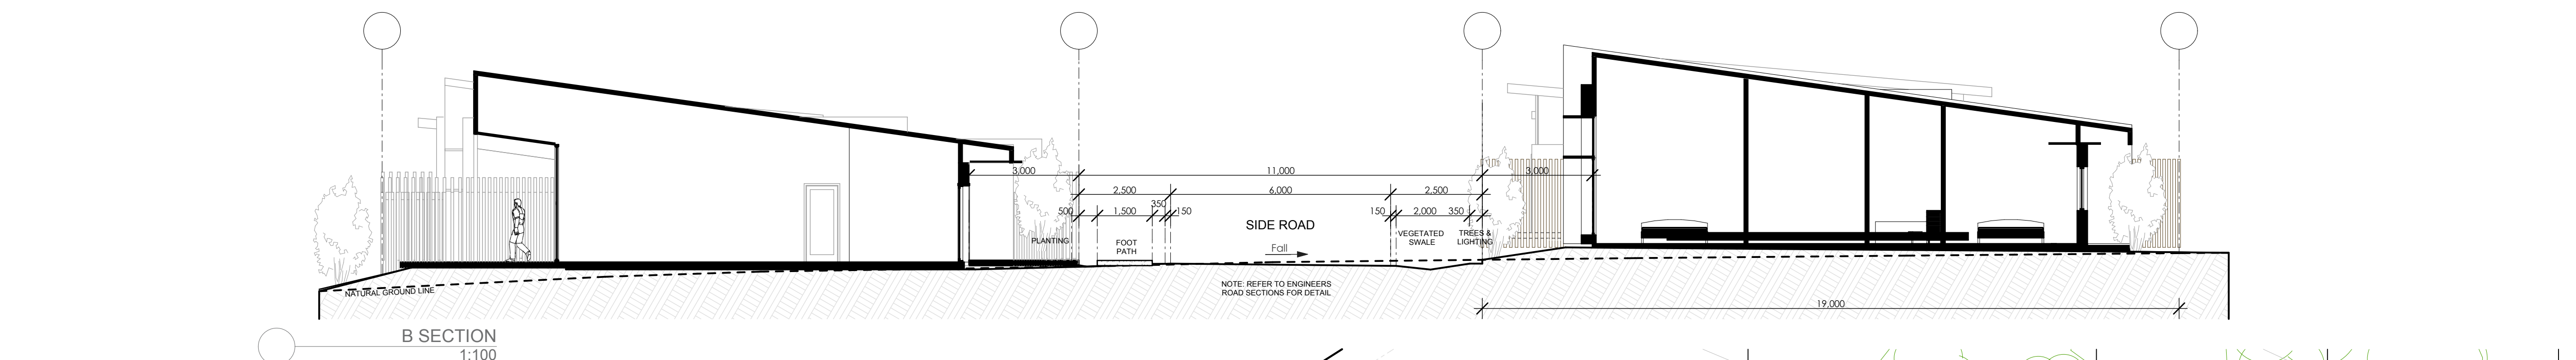 3,000
11,000
3,000
2,500
6,000
2,500
500
1,500
350
150
150
2,000
350
PLANTING
FOOT
PATH
SIDE ROAD
Fall
VEGETATED
SWALE
TREES &
LIGHTING
NOTE: REFER TO ENGINEERS
ROAD SECTIONS FOR DETAIL
NATURAL GROUND LINE
19,000
B SECTION
1:100